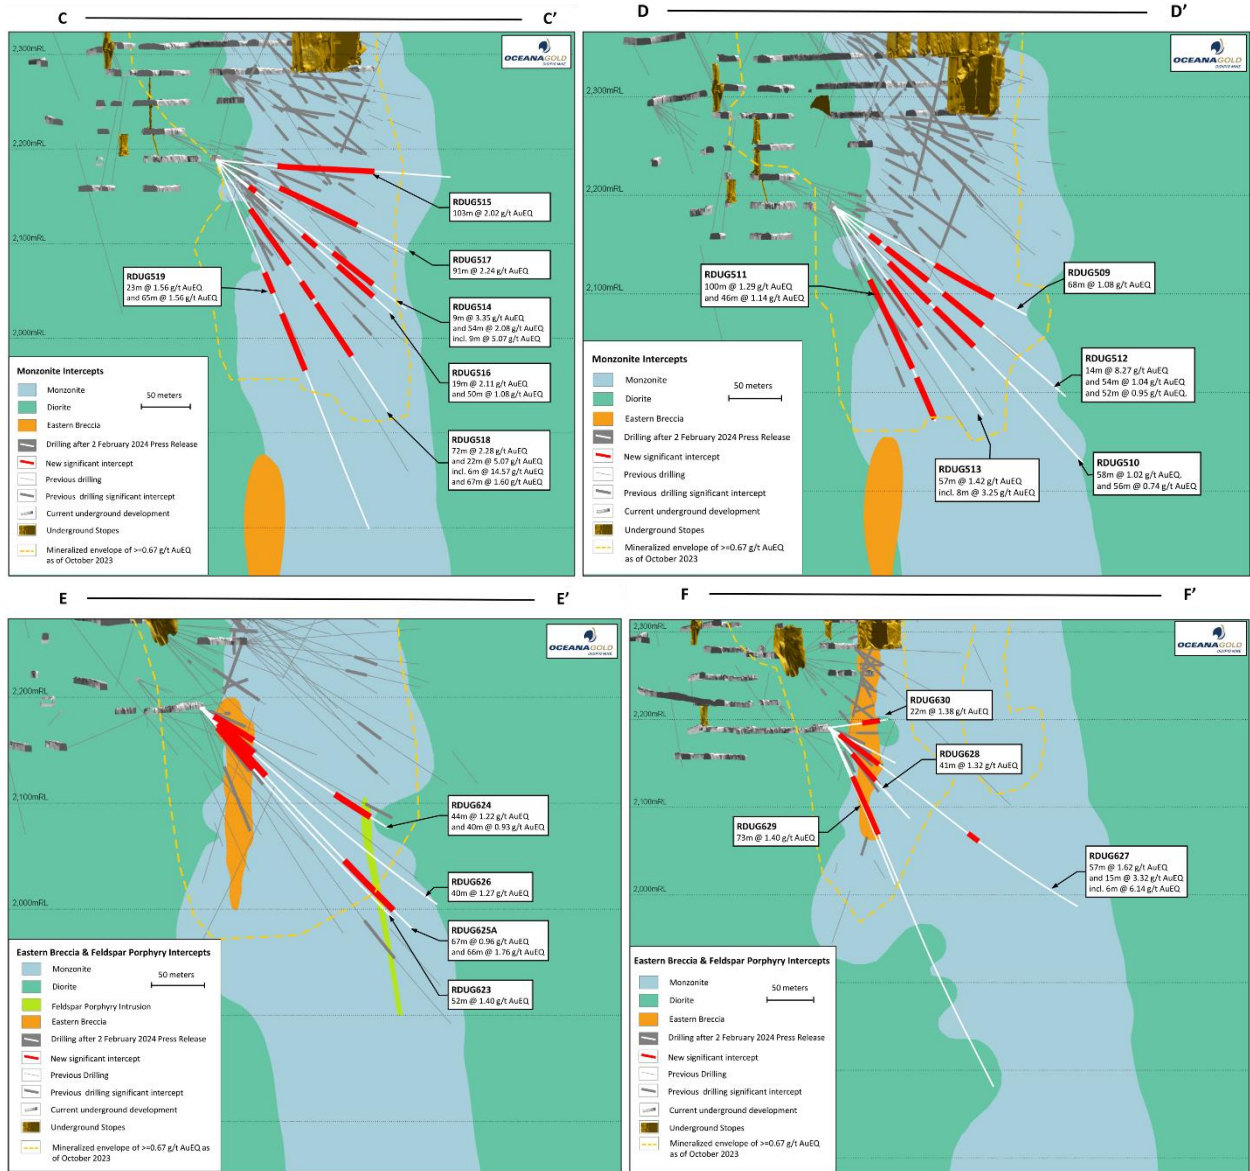 C
C'
2,300mRL
OCEANAGOLD
DIDIPIO MINE
2,200mRL
RDUG515
103m @ 2.02 g/t AuEQ
2,100mRL
RDUG517
91m @ 2.24 g/t AuEQ
RDUG519
23m @ 1.56 g/t AuEQ
and 65m @ 1.56 g/t AuEQ
RDUG514
9m @ 3.35 g/t AuEQ
and 54m @ 2.08 g/t AuEQ
incl. 9m @ 5.07 g/t AuEQ
2,000mRL
RDUG516
19m @ 2.11 g/t AuEQ
and 50m @ 1.08 g/t AuEQ
RDUG518
72m @ 2.28 g/t AuEQ
and 22m @ 5.07 g/t AuEQ
incl. 6m @ 14.57 g/t AuEQ
and 67m @ 1.60 g/t AuEQ
Monzonite Intercepts
Monzonite
50 meters
Diorite
Eastern Breccia
Drilling after 2 February 2024 Press Release
New significant intercept
Previous drilling
Previous drilling significant intercept
Current underground development
Underground Stopes
Mineralized envelope of >=0.67 g/t AuEQ
as of October 2023
D
D'
OCEANAGOLD
DIDIPIO MINE
2,300mRL
2,200mRL
2,100mRL
RDUG511
100m @ 1.29 g/t AuEQ
and 46m @ 1.14 g/t AuEQ
RDUG509
68m @ 1.08 g/t AuEQ
RDUG512
14m @ 8.27 g/t AuEQ
and 54m @ 1.04 g/t AuEQ
and 52m @ 0.95 g/t AuEQ.
RDUG513
57m @ 1.42 g/t AuEQ
incl. 8m @ 3.25 g/t AuEQ
RDUG510
58m @ 1.02 g/t AuEQ.
and 56m @ 0.74 g/t AuEQ
Monzonite Intercepts
Monzonite
50 meters
Diorite
Eastern Breccia
Drilling after 2 February 2024 Press Release
New significant intercept
Previous drilling
Previous drilling significant intercept
Current underground development
Underground Stopes
Mineralized envelope of >=0.67 g/t AuEQ
as of October 2023
E
E'
OCEANAGOLD
DIDIPIO MINE
2,200mRL
2,100mRL
RDUG624
44m @ 1.22 g/t AuEQ
and 40m @ 0.93 g/t AuEQ
RDUG626
40m @ 1.27 g/t AuEQ
2,000mRL
RDUG625A
67m @ 0.96 g/t AuEQ
and 66m @ 1.76 g/t AuEQ
RDUG623
52m @ 1.40 g/t AuEQ
Eastern Breccia & Feldspar Porphyry Intercepts
Monzonite
50 meters
Diorite
Feldspar Porphyry Intrusion
Eastern Breccia
Drilling after 2 February 2024 Press Release
New significant intercept
Previous Drilling
Previous drilling significant intercept
Current underground development
Underground Stopes
Mineralized envelope of >=0.67 g/t AuEQ as
of October 2023
F
F'
2,300mRL
OCEANAGOLD
DIDIPIO MINE
RDUG630
22m @ 1.38 g/t AuEQ
2,200mRL
RDUG628
41m @ 1.32 g/t AuEQ
2,100mRL
RDUG629
73m @ 1.40 g/t AuEQ
RDUG627
57m @ 1.62 g/t AuEQ
and 15m @ 3.32 g/t AuEQ
incl. 6m @ 6.14 g/t AuEQ
2,000mRL
Eastern Breccia & Feldspar Porphyry Intercepts
Monzonite
50 meters
Diorite
Eastern Breccia
Drilling after 2 February 2024 Press Release
New significant intercept
Previous Drilling
Previous drilling significant intercept
Current underground development
Underground Stopes
Mineralized envelope of >=0.67 g/t AuEQ
as of October 2023